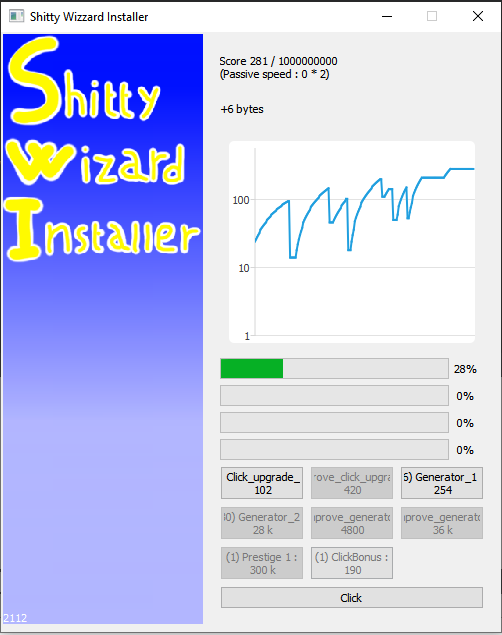 Shitty Wizzard Installer
Shitty
Wizard
Installer
Score 281 / 1000000000
(Passive speed : 0 * 2)
+6 bytes
100
10
1
28%
0%
0%
0%
Click_upgrade_
102
rove_click_upgra
420
6) Generator_1
254
30) Generator_2
28 k
nprove_generato
4800
nprove_generato
36 k
(1) Prestige 1 :
300 k
(1) ClickBonus :
190
Click
2112